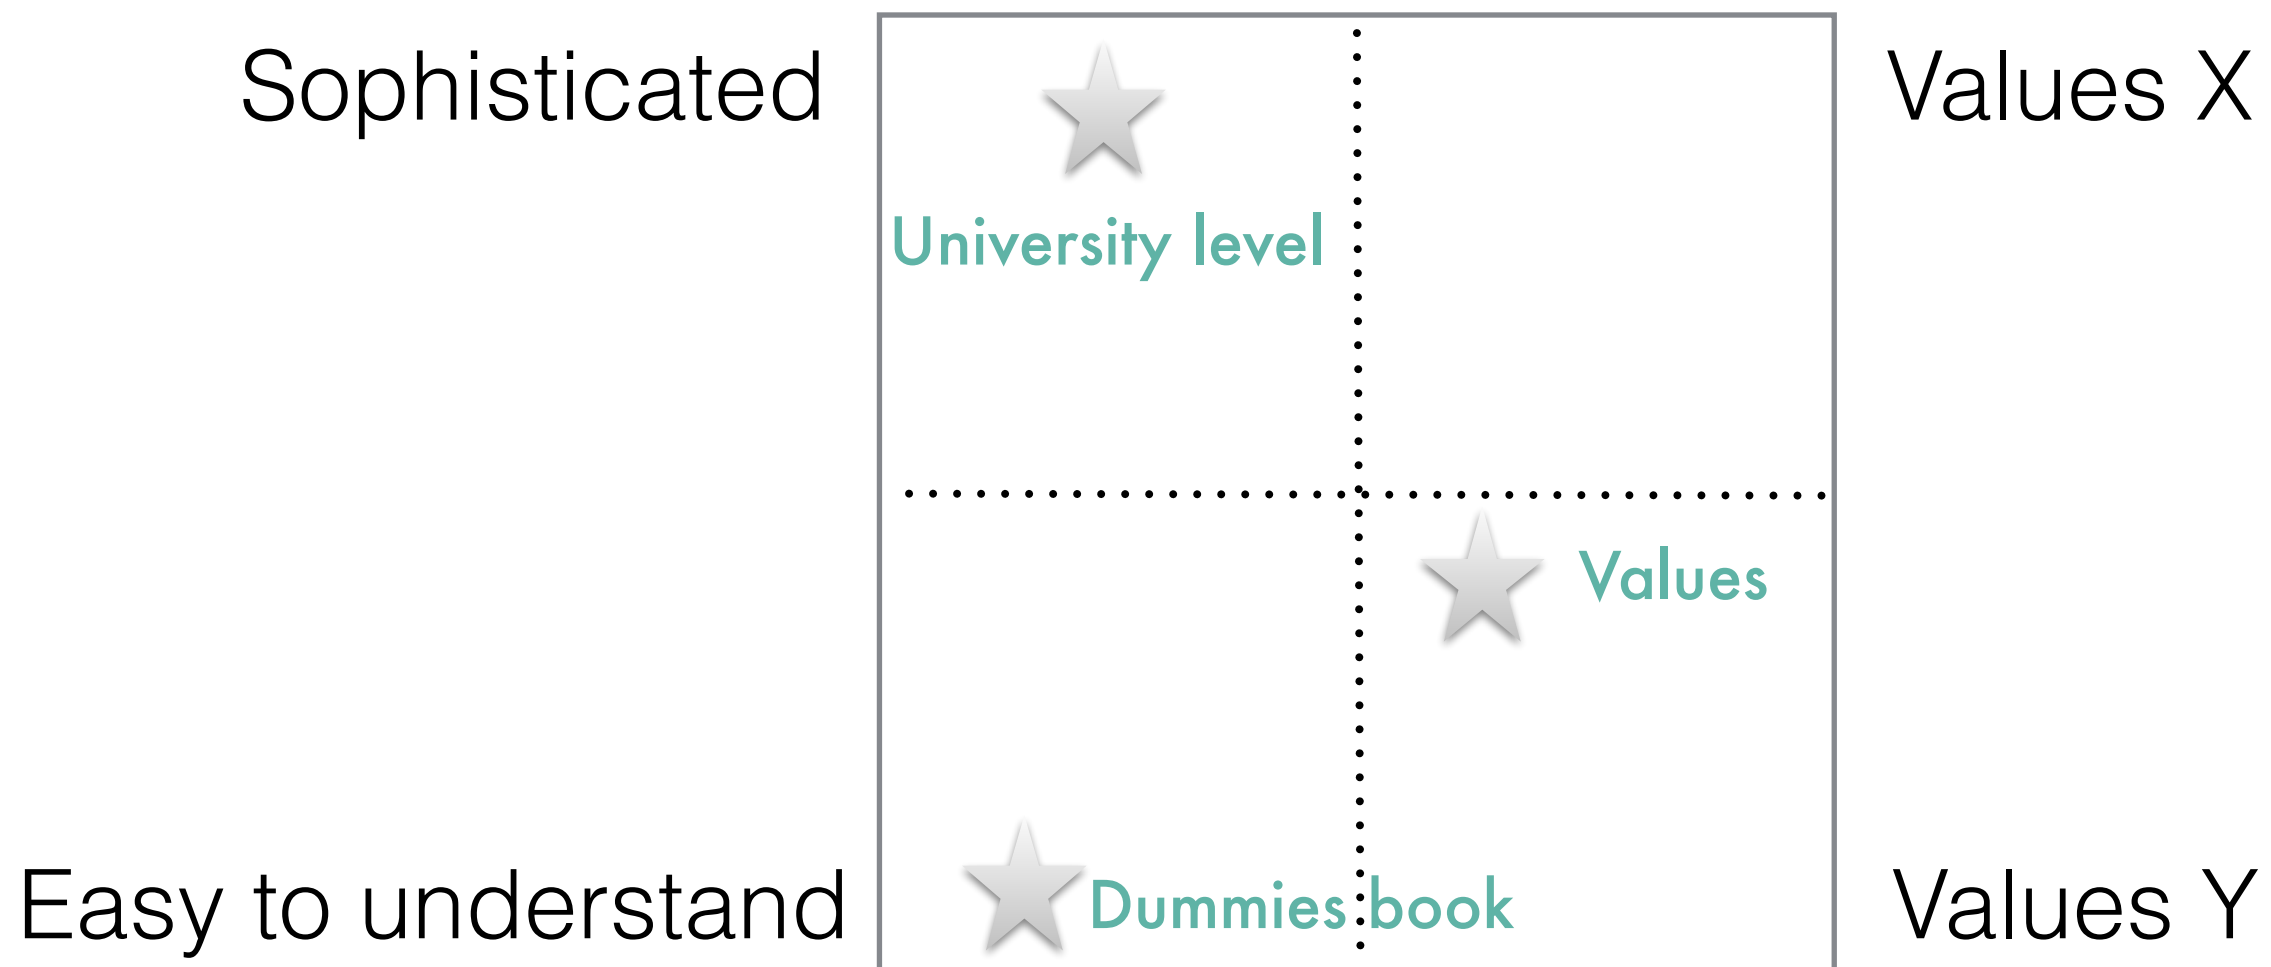 Sophisticated
Values X
University level
Values
Easy to understand
Dummies book
Values Y